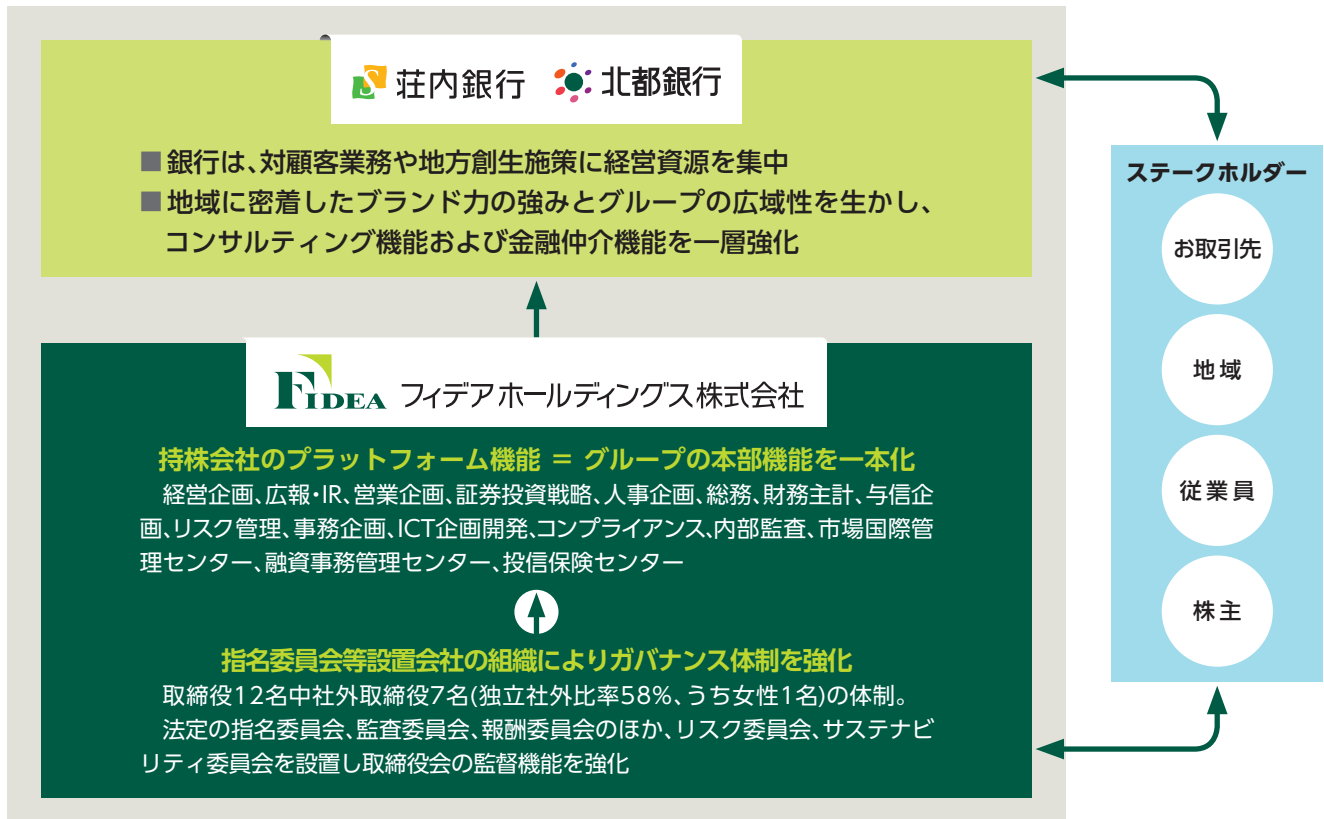 荘内銀行 北都銀行
■銀行は、対顧客業務や地方創生施策に経営資源を集中
■地域に密着したブランド力の強みとグループの広域性を生かし、
コンサルティング機能および金融仲介機能を一層強化
FIDEA フィデアホールディングス株式会社
持株会社のプラットフォーム機能 = グループの本部機能を一本化
経営企画、広報・IR、営業企画、証券投資戦略、人事企画、総務、財務主計、与信企
画、リスク管理、事務企画、ICT企画開発、コンプライアンス、内部監査、市場国際管
理センター、融資事務管理センター、投信保険センター
指名委員会等設置会社の組織によりガバナンス体制を強化
取締役12名中社外取締役7名(独立社外比率58%、うち女性1名)の体制。
法定の指名委員会、監査委員会、報酬委員会のほか、リスク委員会、サステナビ
リティ委員会を設置し取締役会の監督機能を強化
ステークホルダー
お取引先
地域
従業員
株主